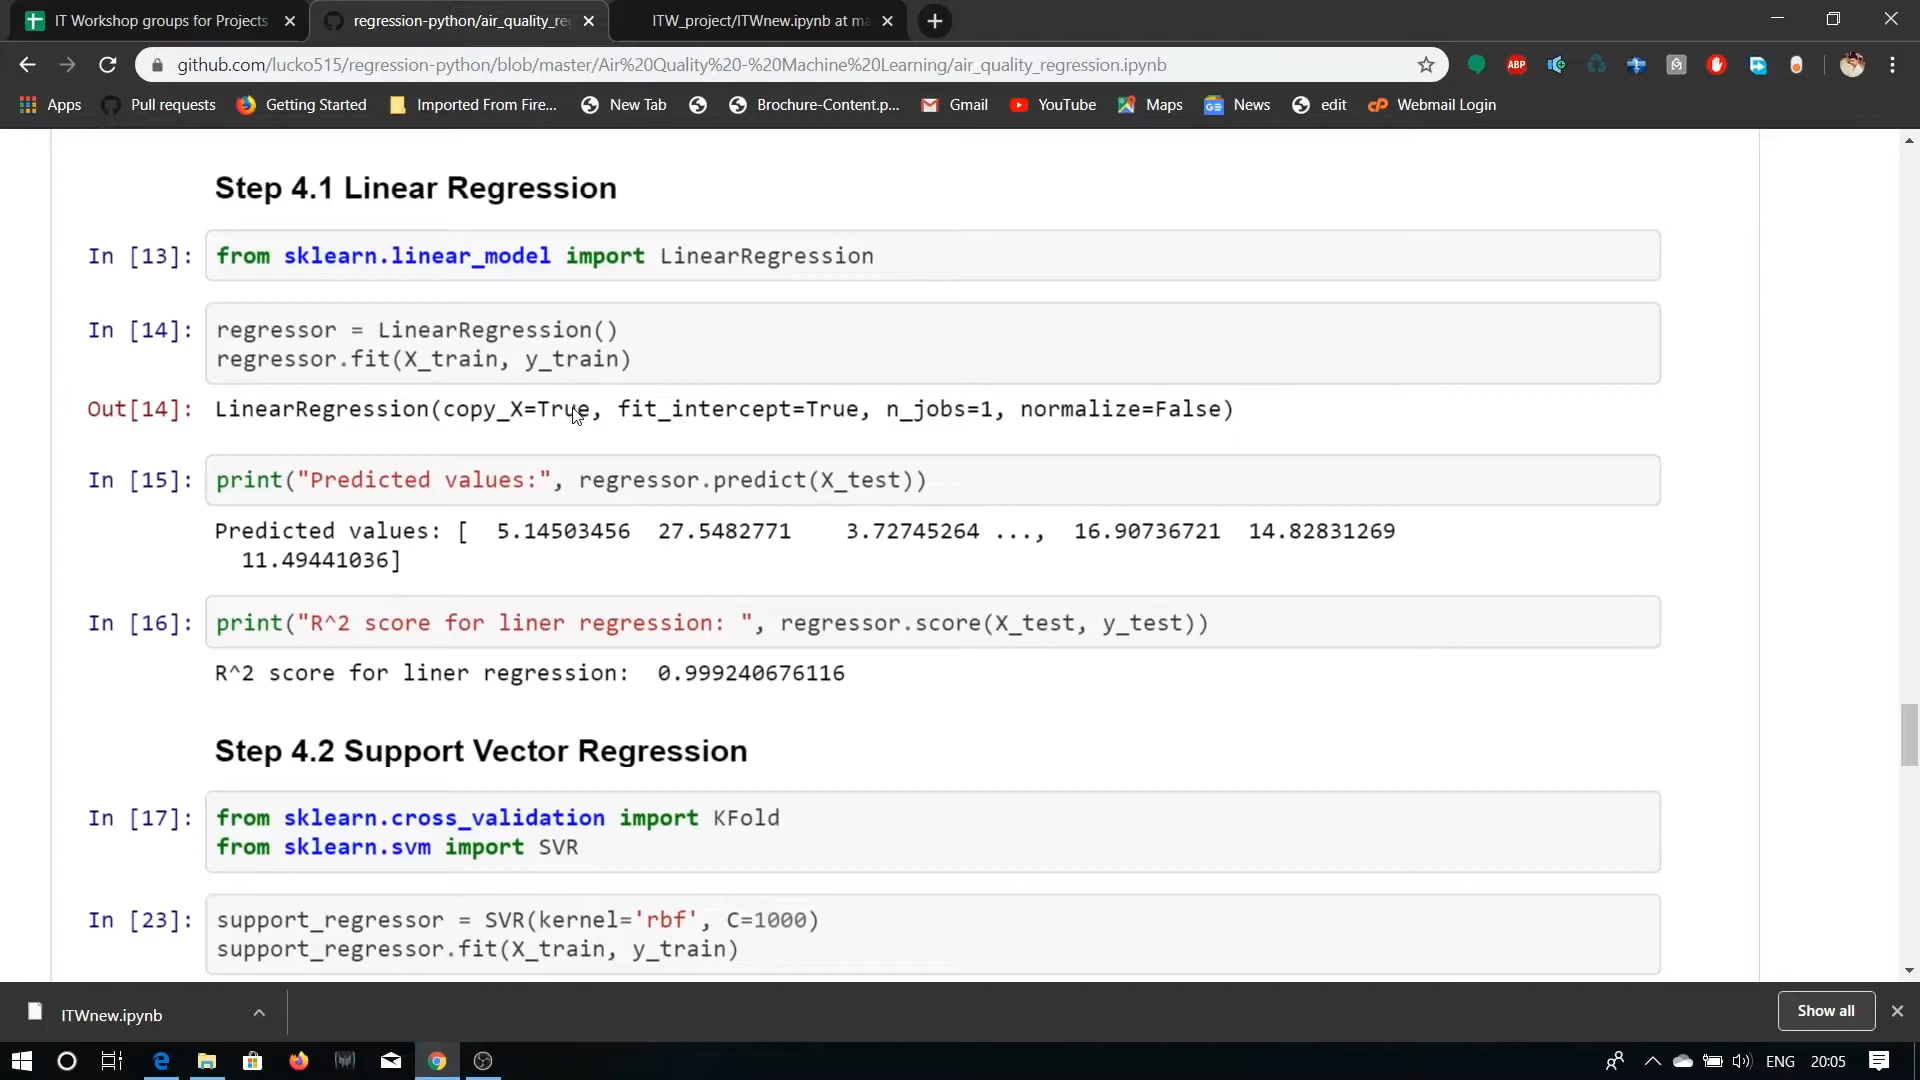 IT Workshop groups for Projects
regression-python/air_quality_re
ITW_project/ITWnew.ipynb at ma
github.com/lucko515/regression-python/blob/master/Air%20Quality%20-%20Machine%20Learning/air_quality_regression.ipynb
ABP
Apps
Pull requests
Getting Started
Imported From Fire...
New Tab
Brochure-Content.p...
Gmail
YouTube
Maps
News
edit
Webmail Login
Step 4.1 Linear Regression
In [13]: from sklearn.linear_model import LinearRegression
In [14]: regressor = LinearRegression()
regressor.fit(X_train, y_train)
Out[14]: LinearRegression(copy_X=True, fit_intercept=True, n_jobs=1, normalize=False)
In [15]: print("Predicted values:", regressor.predict(X_test))
Predicted values: [ 5.14503456 27.5482771 3.72745264 ..., 16.90736721 14.82831269
11.49441036]
In [16]: print("R^2 score for liner regression: ", regressor.score(X_test, y_test))
R^2 score for liner regression: 0.999240676116
Step 4.2 Support Vector Regression
In [17]: from sklearn.cross_validation import KFold
from sklearn.svm import SVR
In [23]: support_regressor = SVR(kernel='rbf', C=1000)
support_regressor.fit(X_train, y_train)
ITWnew.ipynb
Show all
ENG
20:05